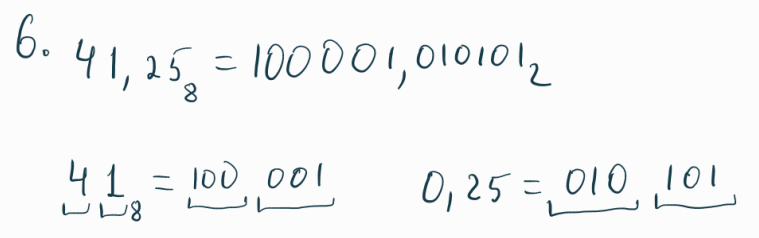 6. 41,25₈ = 100001,010101₂
41₈ = 100 001 0,25 = 010 101